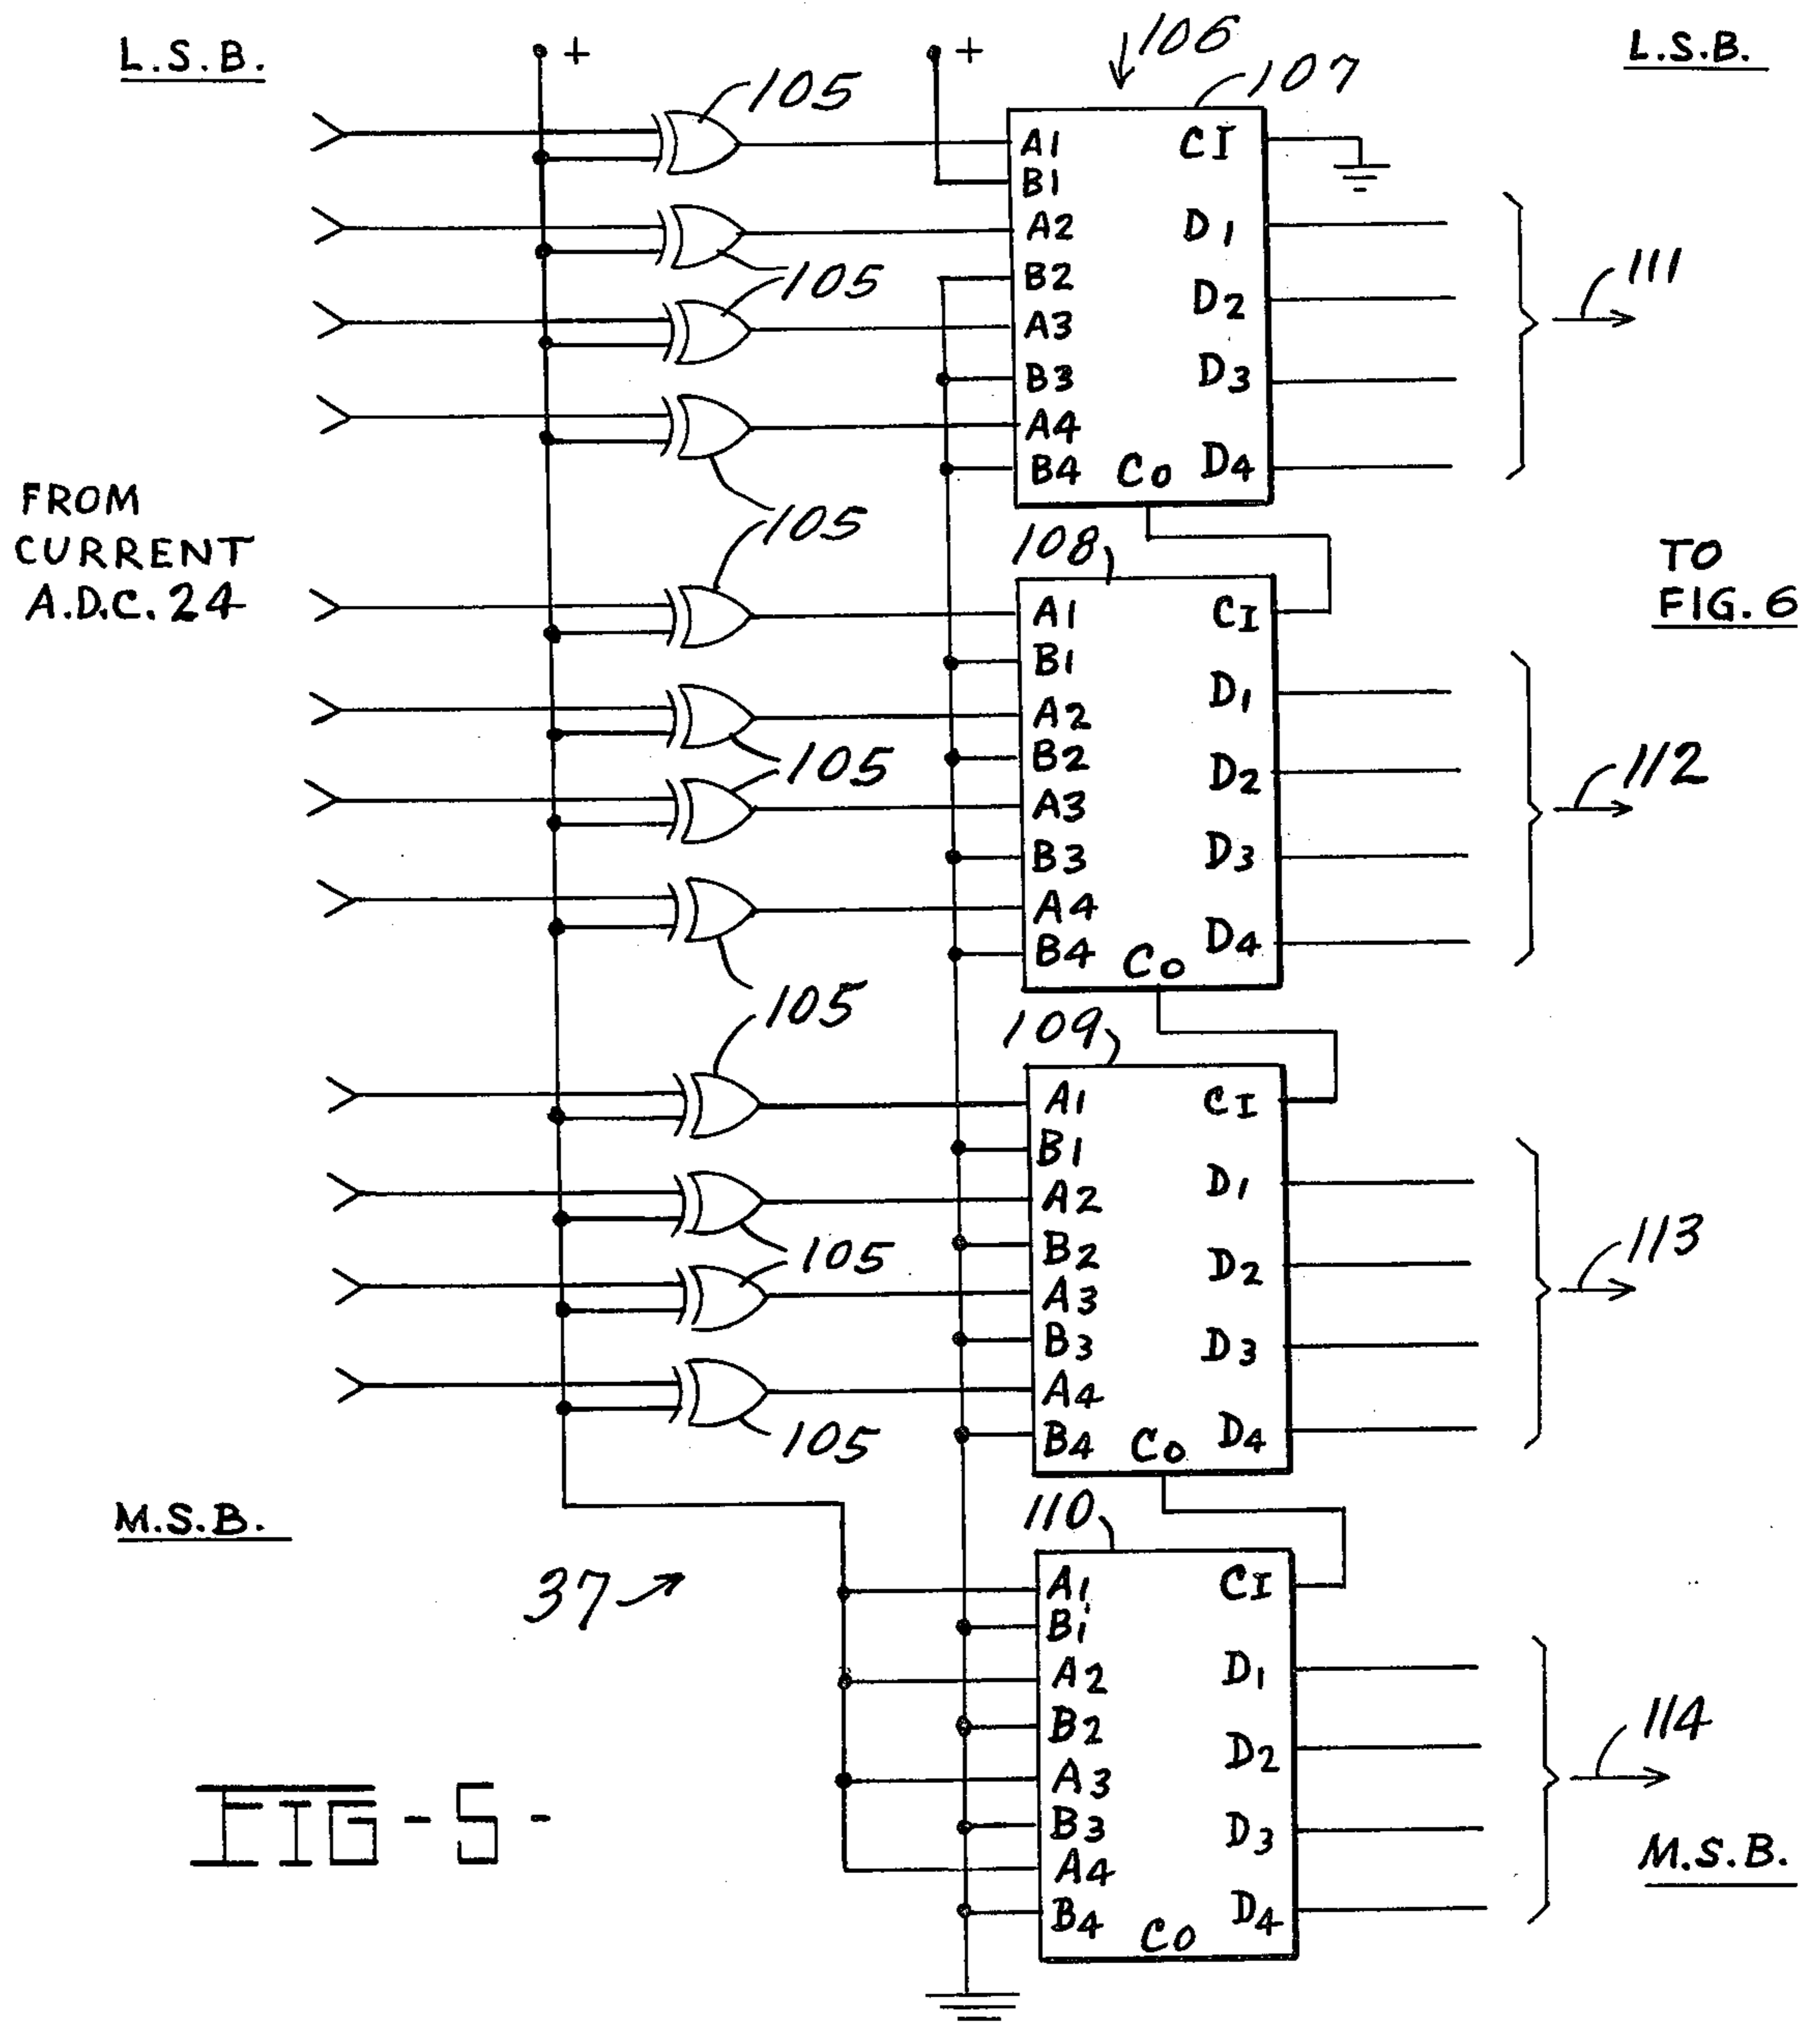 L.S.B.
+
+
106
107
L.S.B.
105
A1
CI
B1
A2
D1
105
B2
D2
111
A3
B3
D3
A4
B4
Co
D4
FROM
CURRENT
A.D.C. 24
105
108
TO
FIG. 6
A1
CI
B1
D1
A2
105
B2
D2
112
A3
B3
D3
A4
B4
Co
D4
105
109
A1
CI
B1
D1
A2
105
B2
D2
113
A3
B3
D3
A4
105
B4
Co
D4
M.S.B.
110
37
A1
CI
B1
A2
D1
B2
D2
114
A3
B3
D3
A4
M.S.B.
B4
Co
D4
FIG-5-